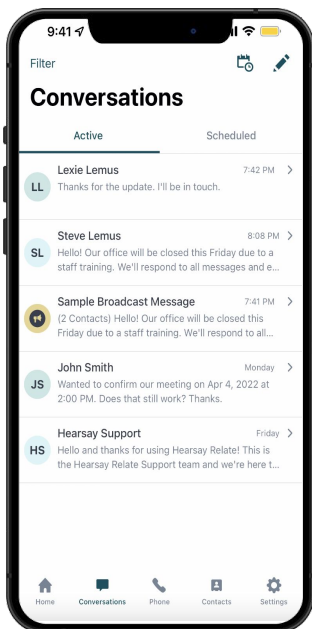 9:41
Filter
Conversations
Active
Scheduled
LL
Lexie Lemus
7:42 PM
Thanks for the update. I'll be in touch.
SL
Steve Lemus
8:08 PM
Hello! Our office will be closed this Friday due to a
staff training. We'll respond to all messages and e...
Sample Broadcast Message
7:41 PM
(2 Contacts) Hello! Our office will be closed this
Friday due to a staff training. We'll respond to all...
JS
John Smith
Monday
Wanted to confirm our meeting on Apr 4, 2022 at
2:00 PM. Does that still work? Thanks.
HS
Hearsay Support
Friday
Hello and thanks for using Hearsay Relate! This is
the Hearsay Relate Support team and we're here t...
Home
Conversations
Phone
Contacts
Settings